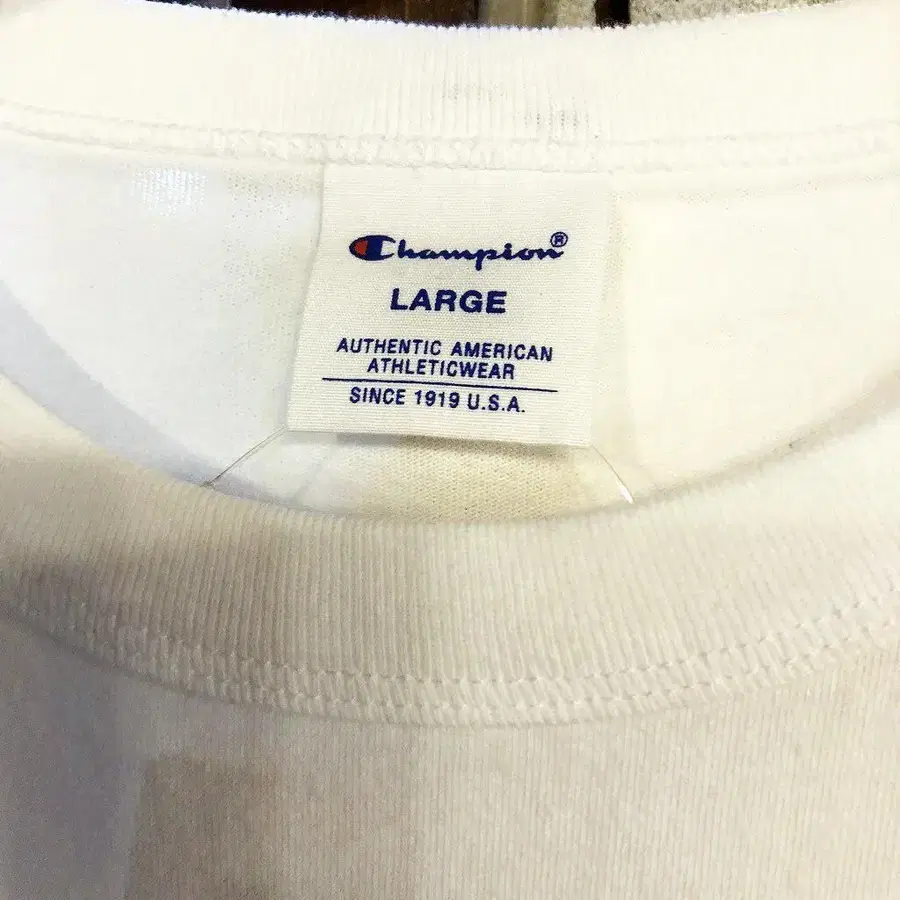 Champion®
LARGE
AUTHENTIC AMERICAN
ATHLETICWEAR
SINCE 1919 U.S.A.